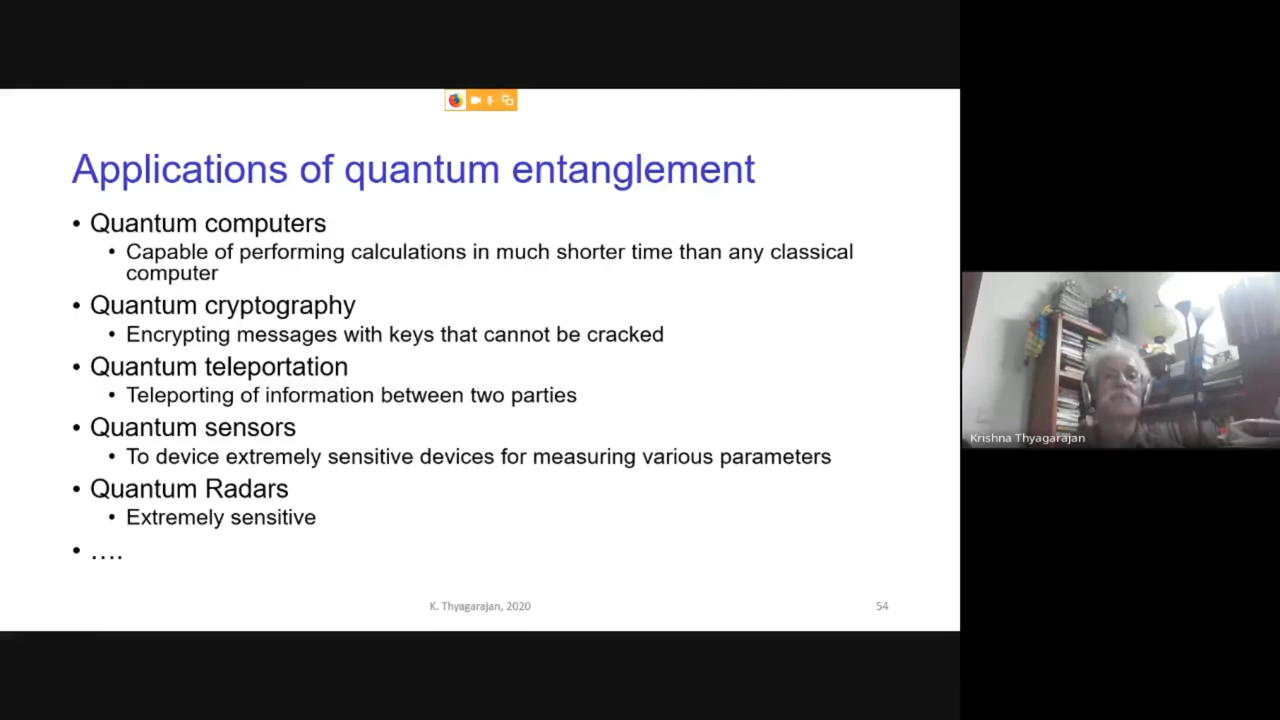 Applications of quantum entanglement
• Quantum computers
• Capable of performing calculations in much shorter time than any classical
computer
• Quantum cryptography
• Encrypting messages with keys that cannot be cracked
• Quantum teleportation
• Teleporting of information between two parties
• Quantum sensors
• To device extremely sensitive devices for measuring various parameters
• Quantum Radars
• Extremely sensitive
• ....
K. Thyagarajan, 2020
54
Krishna Thyagarajan